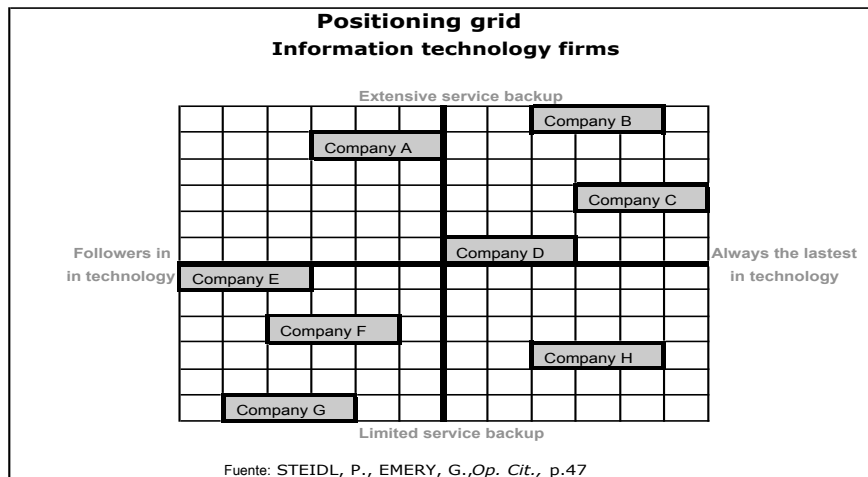 Positioning grid
Information technology firms
Extensive service backup
Company B
Company A
Company C
Followers in
in technology
Company D
Always the lastest
in technology
Company E
Company F
Company H
Company G
Limited service backup
Fuente: STEIDL, P., EMERY, G.,Op. Cit., p.47